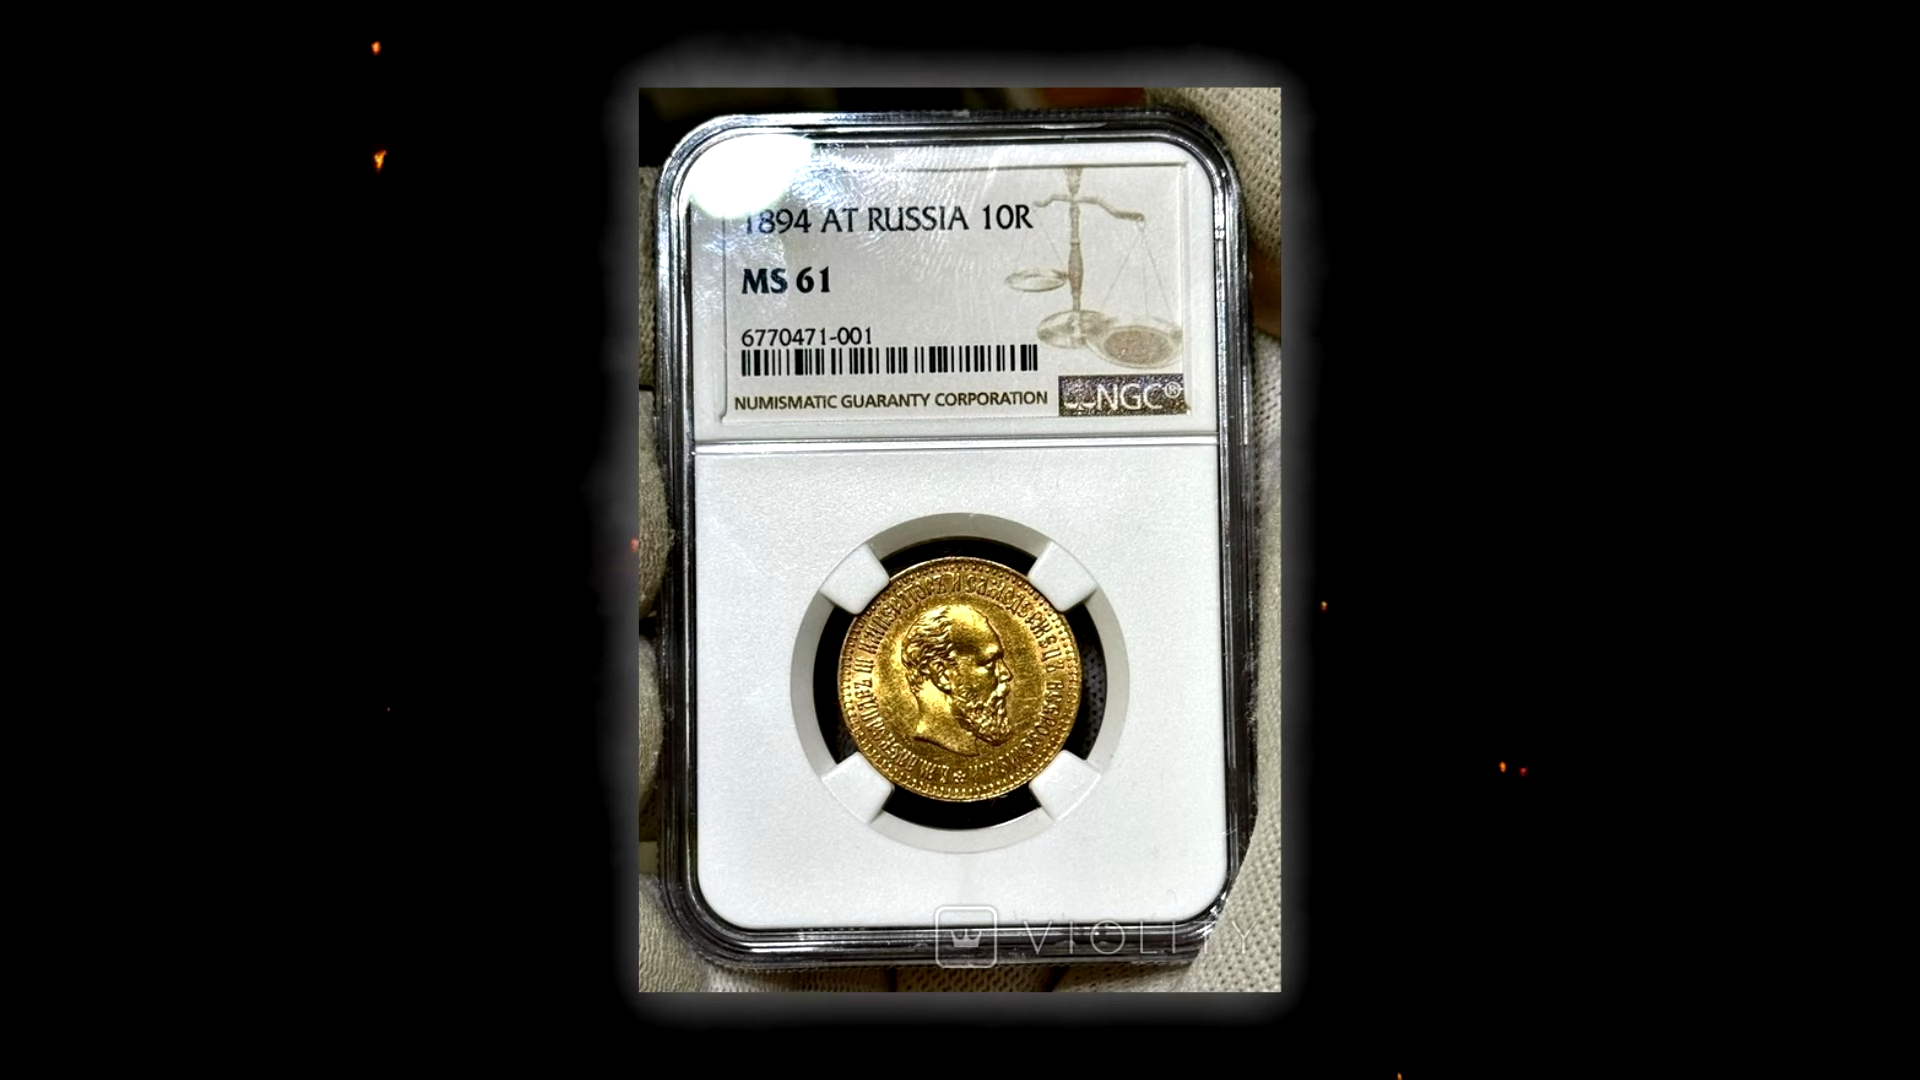 1894 AT RUSSIA 10R
MS 61
6770471-001
NUMISMATIC GUARANTY CORPORATION
NGC®
VIOLITY